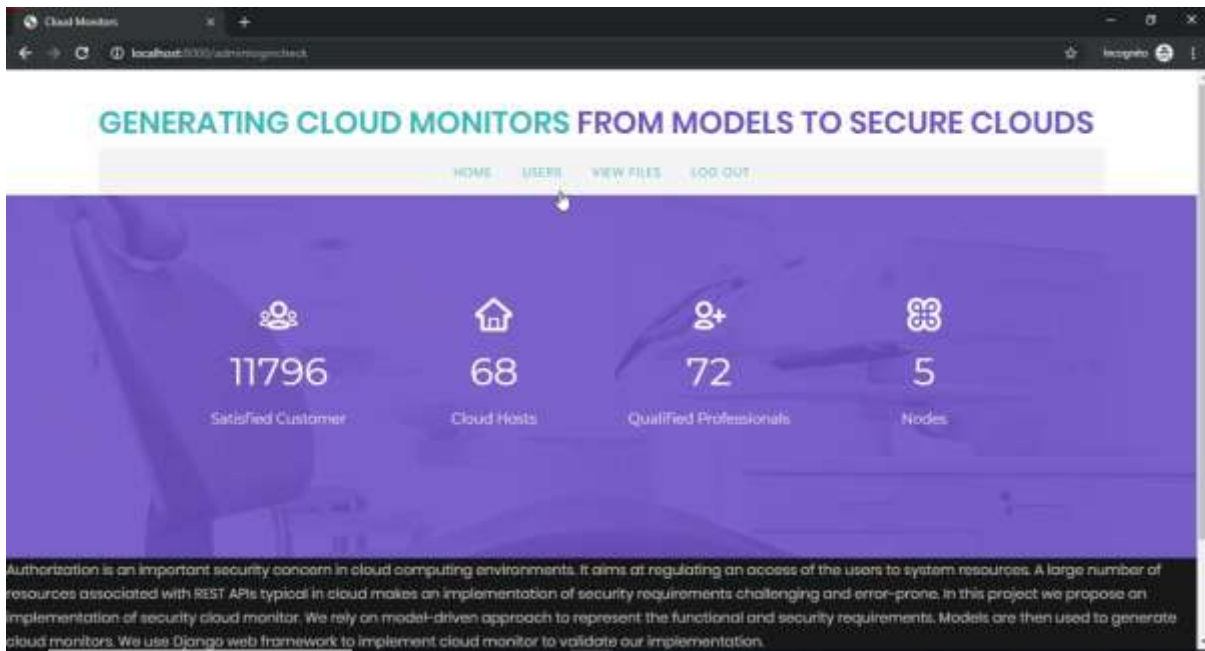 Cloud Monitors
localhost:8000/adminlogincheck
Incognito
GENERATING CLOUD MONITORS FROM MODELS TO SECURE CLOUDS
HOME USERS VIEW FILES LOG OUT
11796 68 72 5
Satisfied Customer Cloud Hosts Qualified Professionals Nodes
Authorization is an important security concern in cloud computing environments. It aims at regulating an access of the users to system resources. A large number of
resources associated with REST APIs typical in cloud makes an implementation of security requirements challenging and error-prone. In this project we propose an
implementation of security cloud monitor. We rely on model-driven approach to represent the functional and security requirements. Models are then used to generate
cloud monitors. We use Django web framework to implement cloud monitor to validate our implementation.